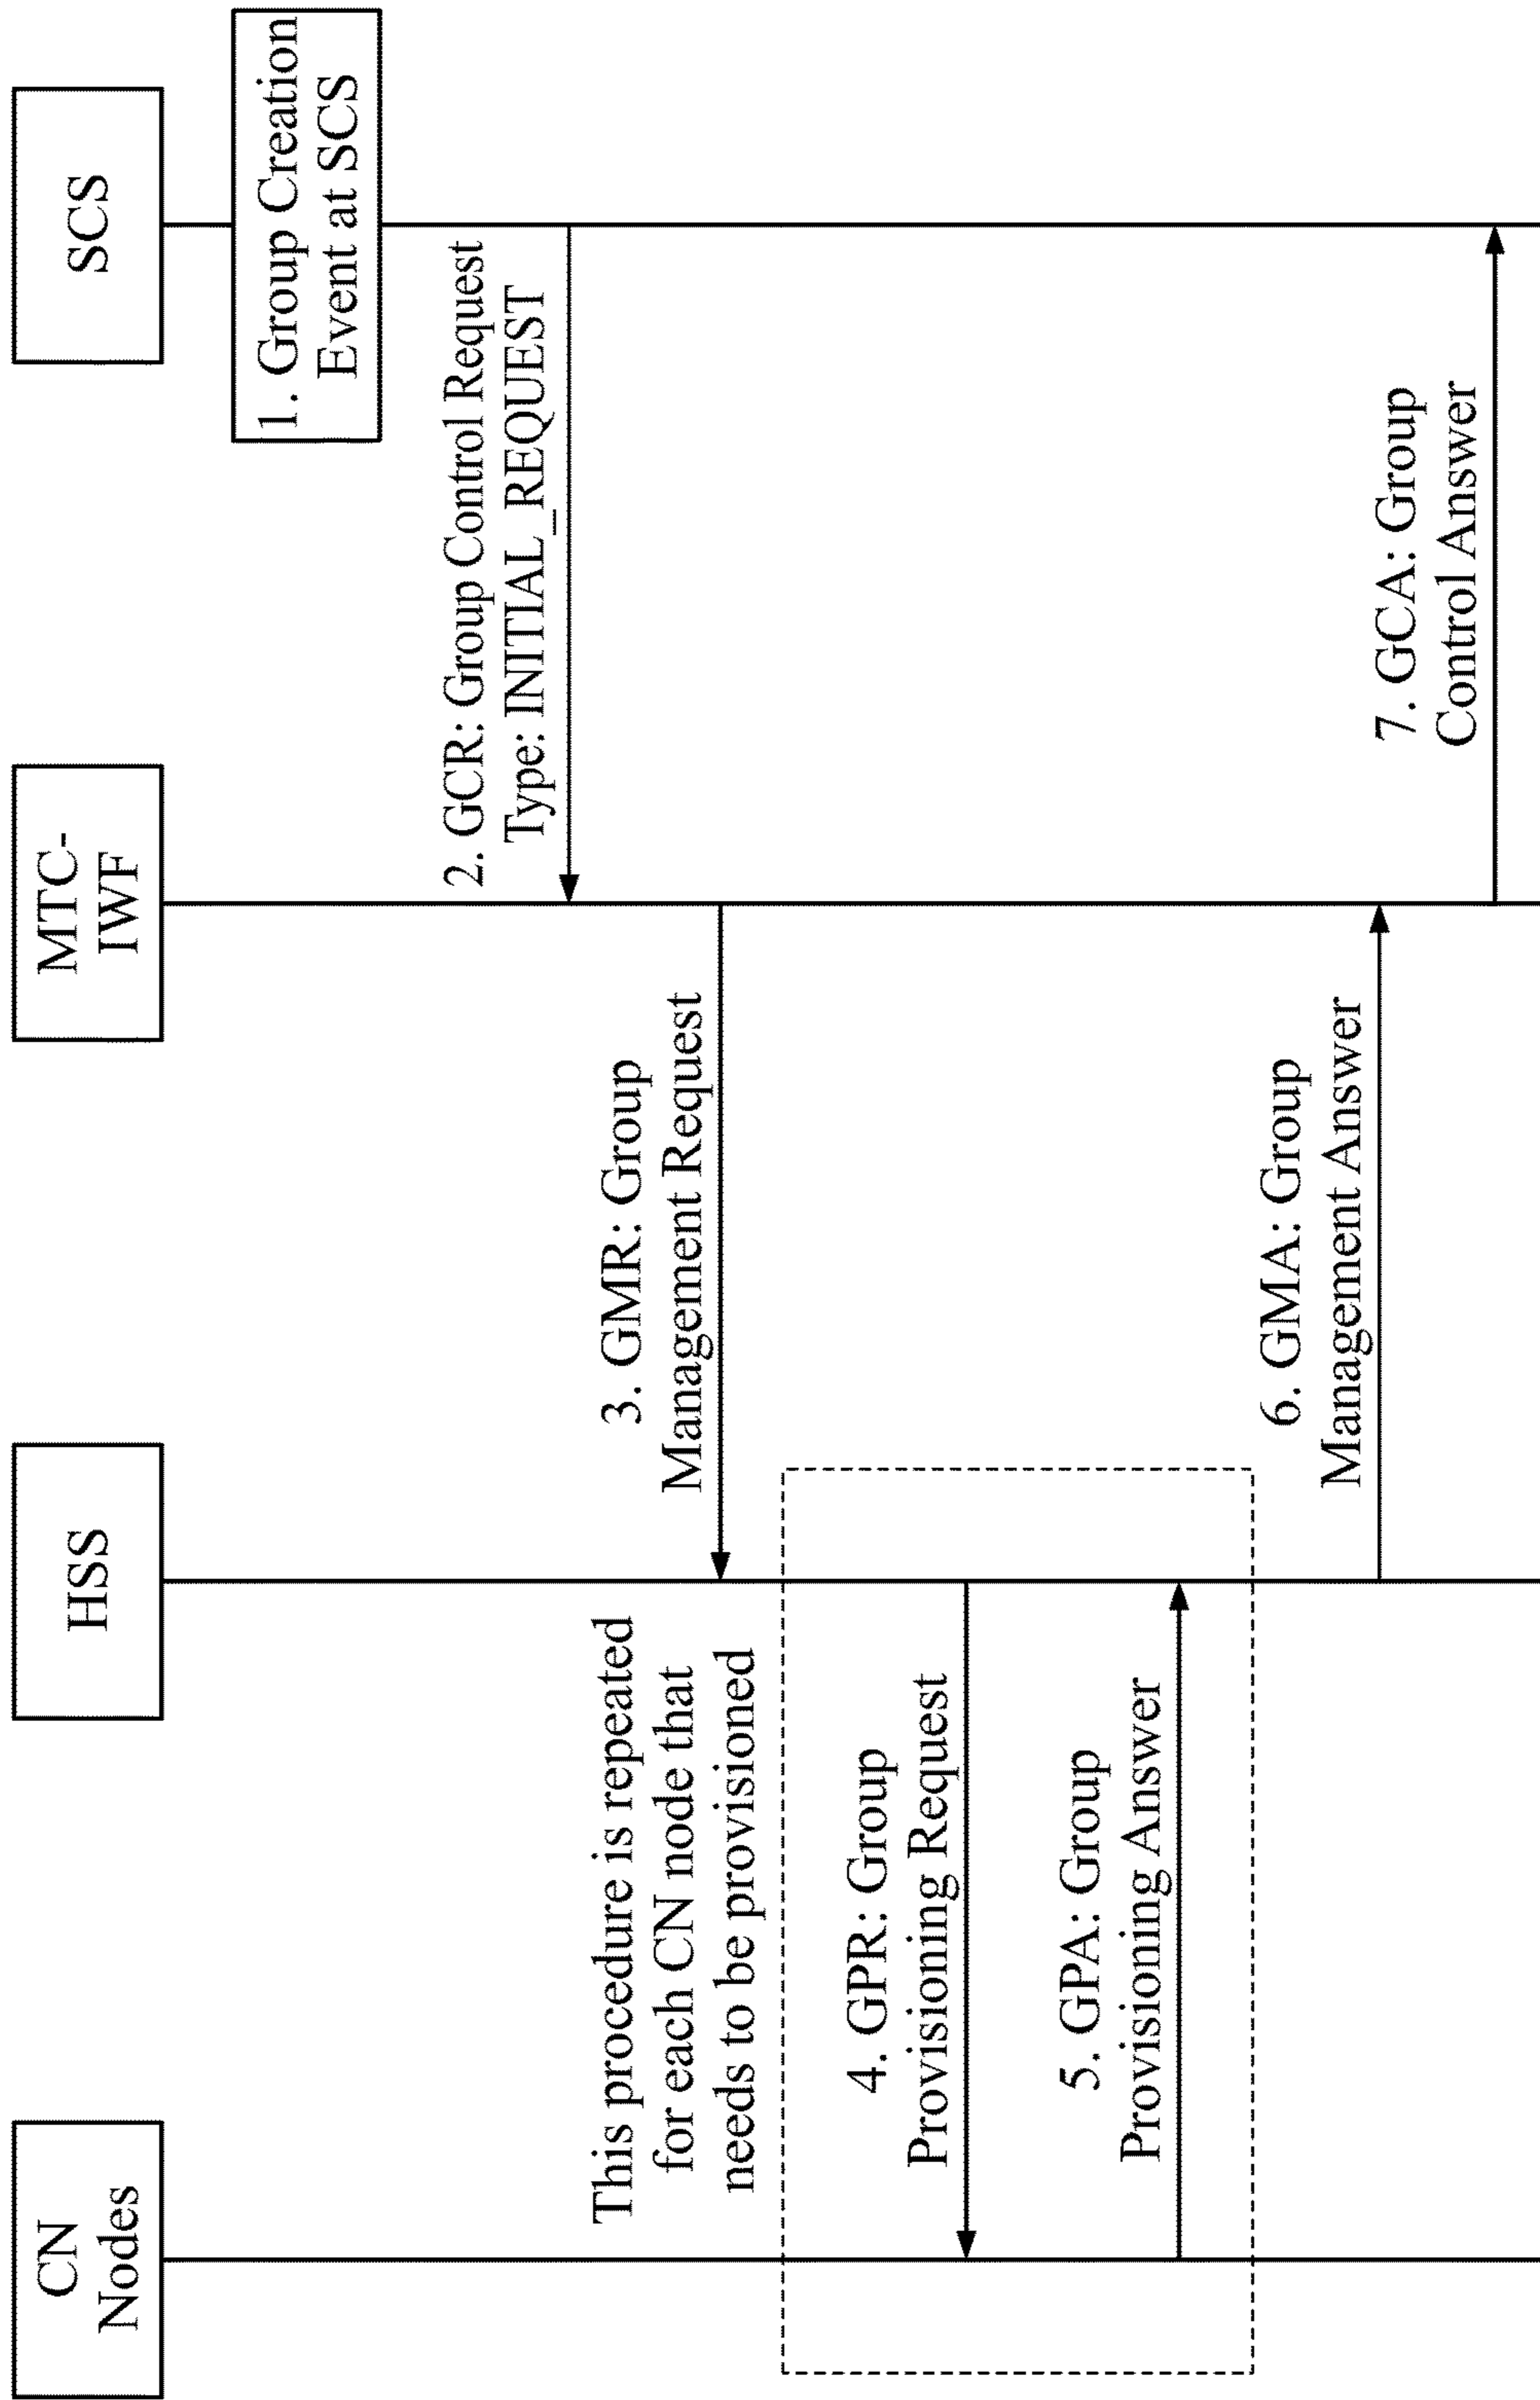 CN
Nodes
HSS
MTC-
IWF
SCS
1. Group Creation
Event at SCS
2. GCR: Group Control Request
Type: INITIAL_REQUEST
3. GMR: Group
Management Request
This procedure is repeated
for each CN node that
needs to be provisioned
4. GPR: Group
Provisioning Request
5. GPA: Group
Provisioning Answer
6. GMA: Group
Management Answer
7. GCA: Group
Control Answer